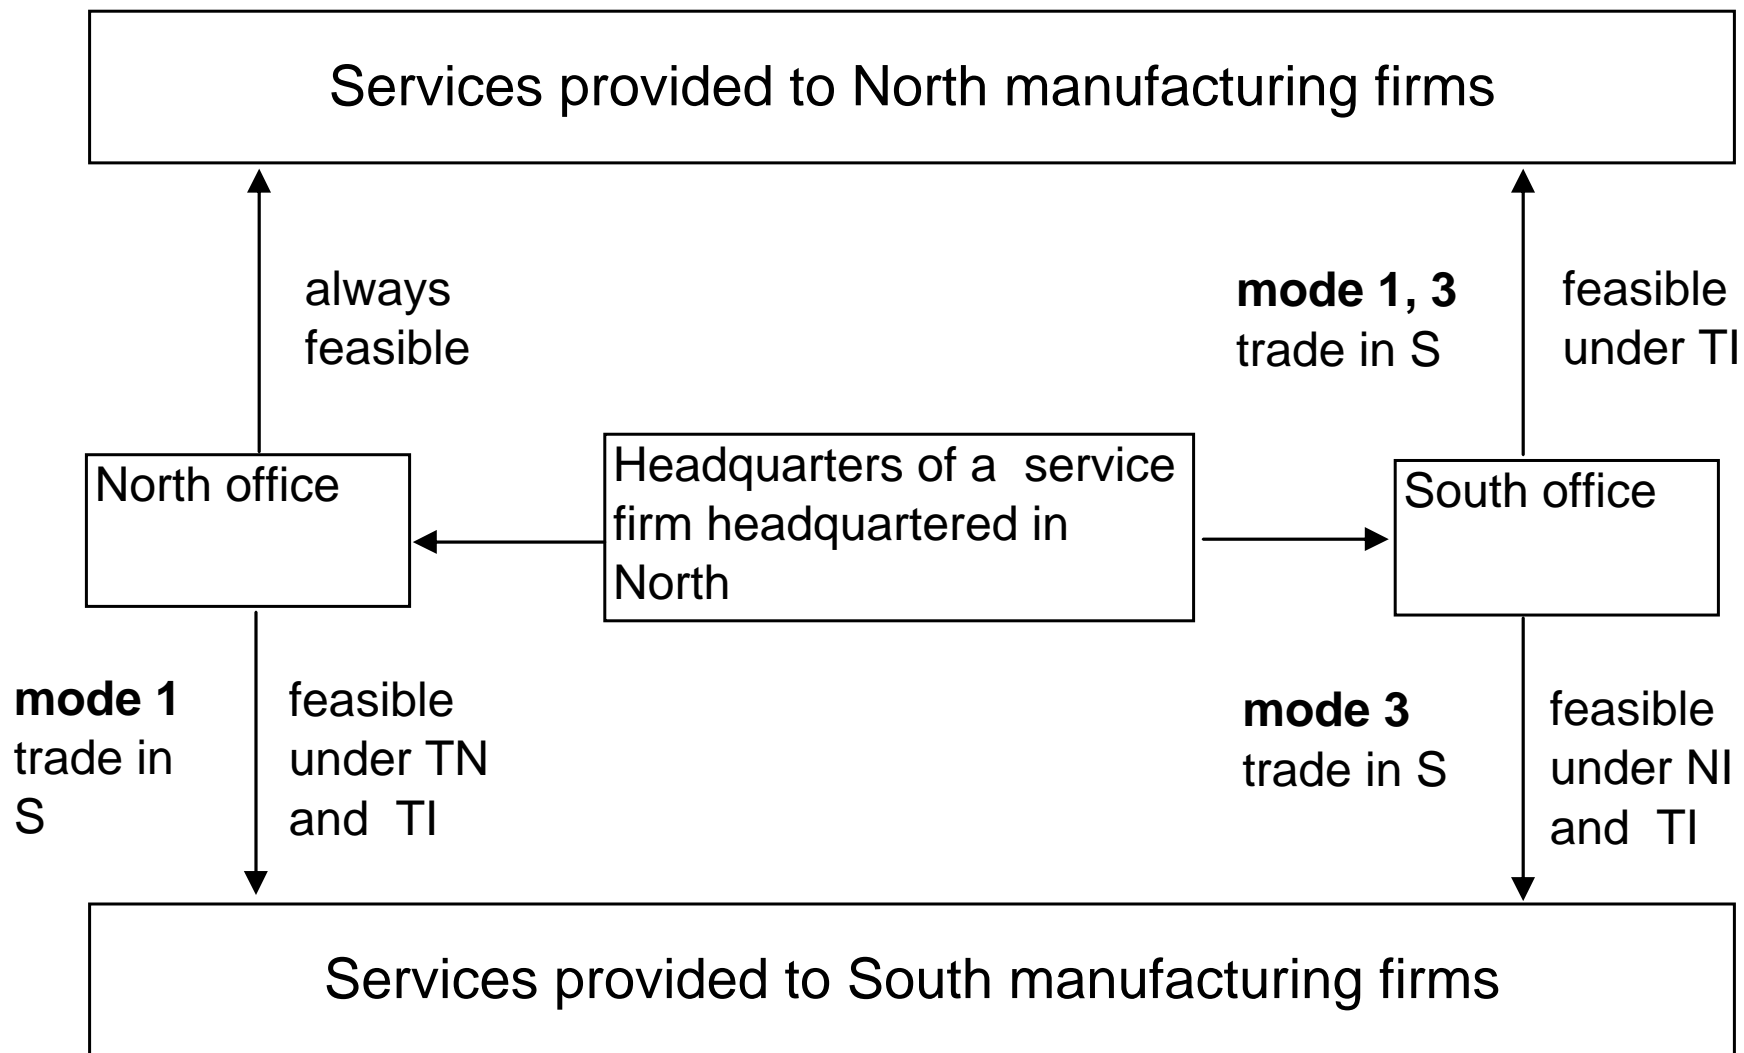 Services provided to North manufacturing firms
always
feasible
mode 1, 3
trade in S
feasible
under TI
North office
Headquarters of a  service
firm headquartered in
North
South office
mode 1
trade in
S
feasible
under TN
and  TI
mode 3
trade in S
feasible
under NI
and  TI
Services provided to South manufacturing firms